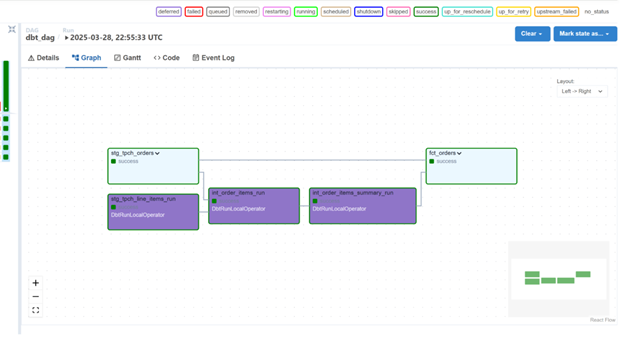 deferred failed queued removed restarting running scheduled shutdown skipped success up_for_reschedule up_for_retry upstream_failed no_status
DAG Run
dbt_dag / ▸ 2025-03-28, 22:55:33 UTC
Clear Mark state as...
Details Graph Gantt <> Code Event Log
Layout:
Left -> Right
stg_tpch_orders
success
fct_orders
success
stg_tpch_line_items_run
DbtRunLocalOperator
int_order_items_run
DbtRunLocalOperator
int_order_items_summary_run
DbtRunLocalOperator
React Flow